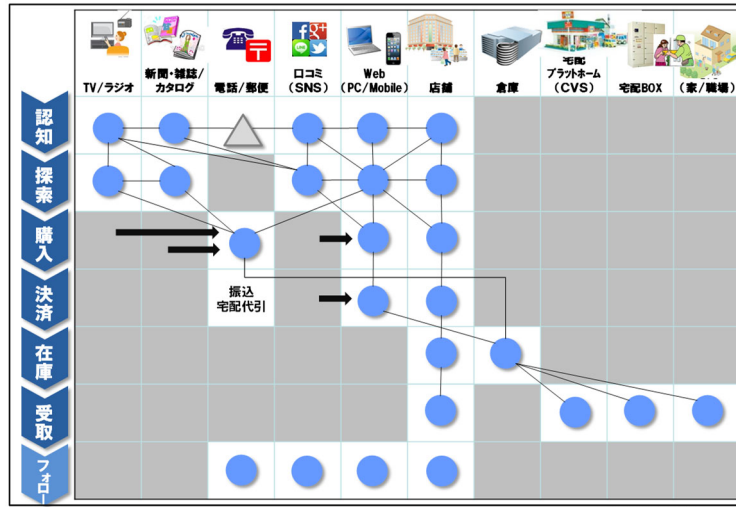 TV/ラジオ
新聞・雑誌/
カタログ
電話/郵便
口コミ
(SNS)
Web
(PC/Mobile)
店舗
倉庫
宅配
プラットホーム
(CVS)
宅配BOX
(家/職場)
認知
探索
購入
決済
振込
宅配代引
在庫
受取
フォロー